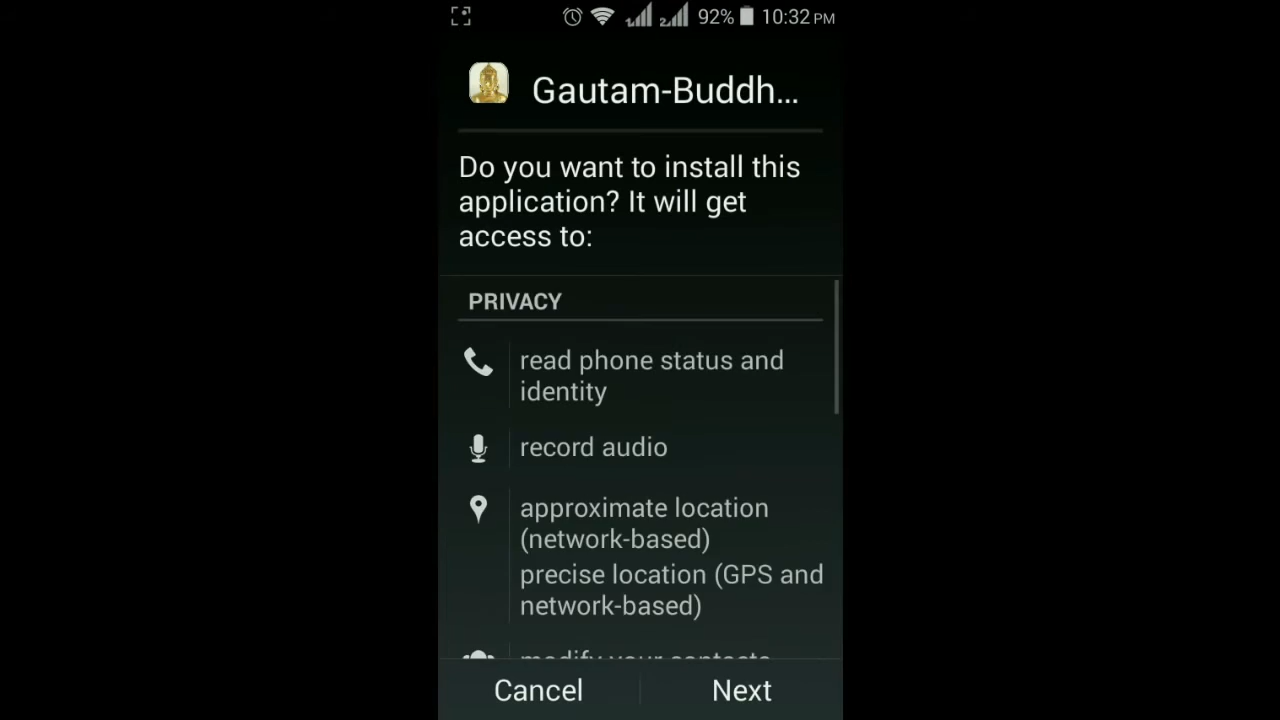 92% 10:32 PM
Gautam-Buddh...
Do you want to install this
application? It will get
access to:
PRIVACY
read phone status and
identity
record audio
approximate location
(network-based)
precise location (GPS and
network-based)
modify your contacts
Cancel Next